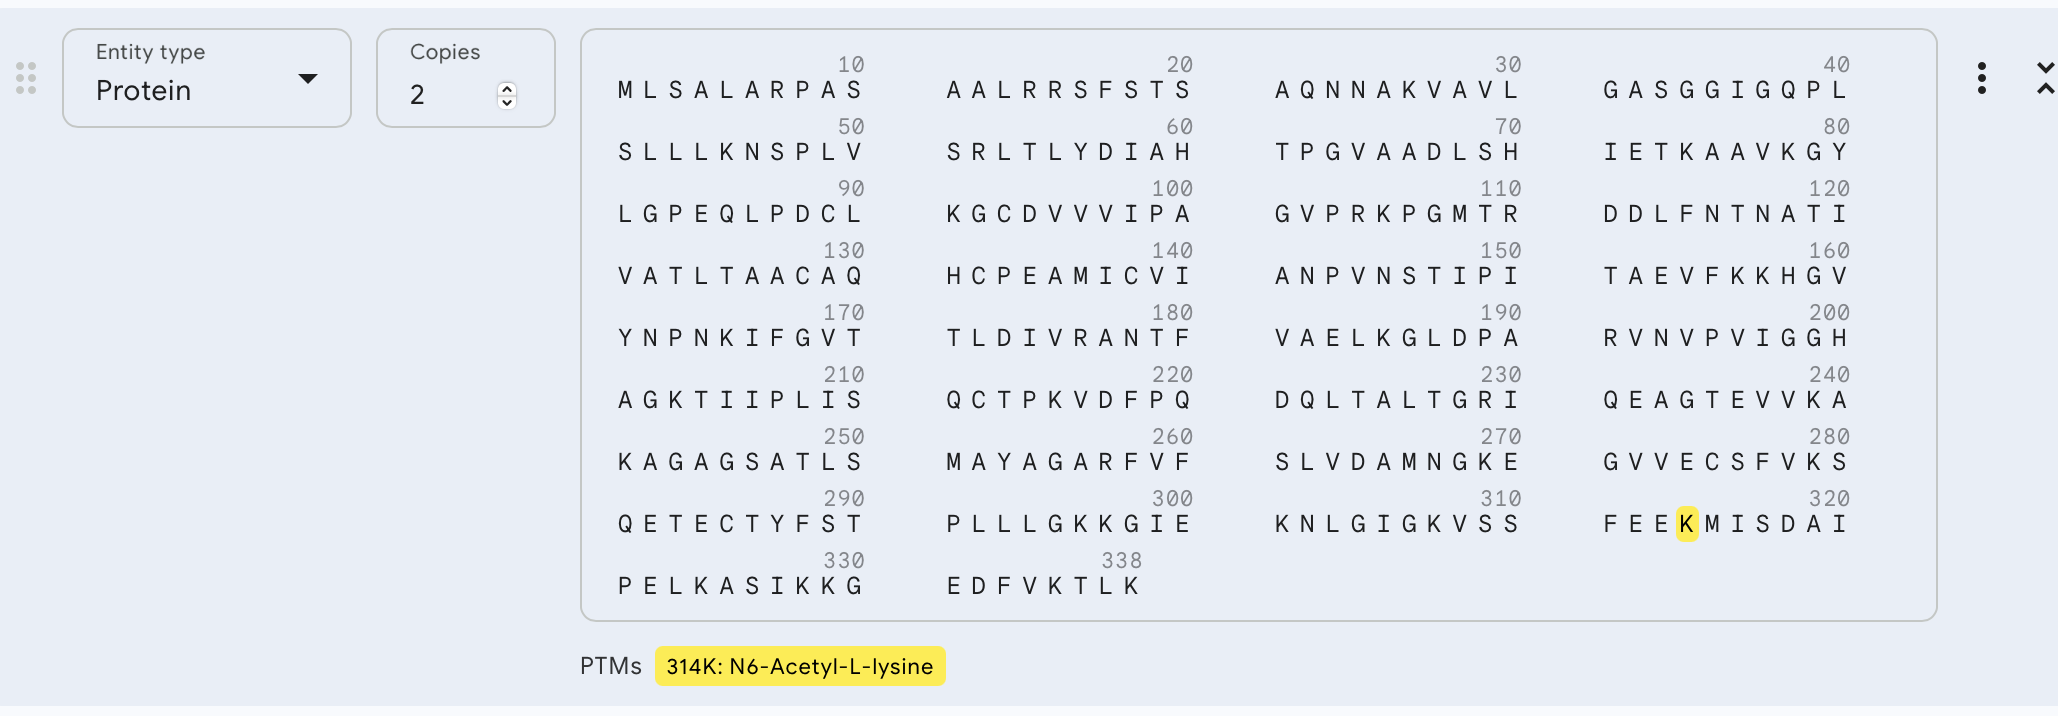 Entity type
Protein
Copies
2
10 20 30 40
MLSALARPAS AALRRSFSTS AQNNAKVAVL GASGGIGQPL
50 60 70 80
SLLLKNSPLV SRLTLYDIAH TPGVAADLSH IETKAAVKGY
90 100 110 120
LGPEQLPDCL KGCDVVVIPA GVPRKPGMTR DDLFNTNATI
130 140 150 160
VATLTAACAQ HCPEAMICVI ANPVNSTIPI TAEVFKKHGV
170 180 190 200
YNPNKIFGVT TLDIVRANTF VAELKGLDPA RVNVPVIGGH
210 220 230 240
AGKTIIPLIS QCTPKVDFPQ DQLTALTGRI QEAGTEVVKA
250 260 270 280
KAGAGSATLS MAYAGARFVF SLVDAMNGKE GVVECSFVKS
290 300 310 320
QETECTYFST PLLLGKKGIE KNLGIGKVSS FEEKMISDAI
330 338
PELKASIKKG EDFVKTLK
PTMs 314K: N6-Acetyl-L-lysine